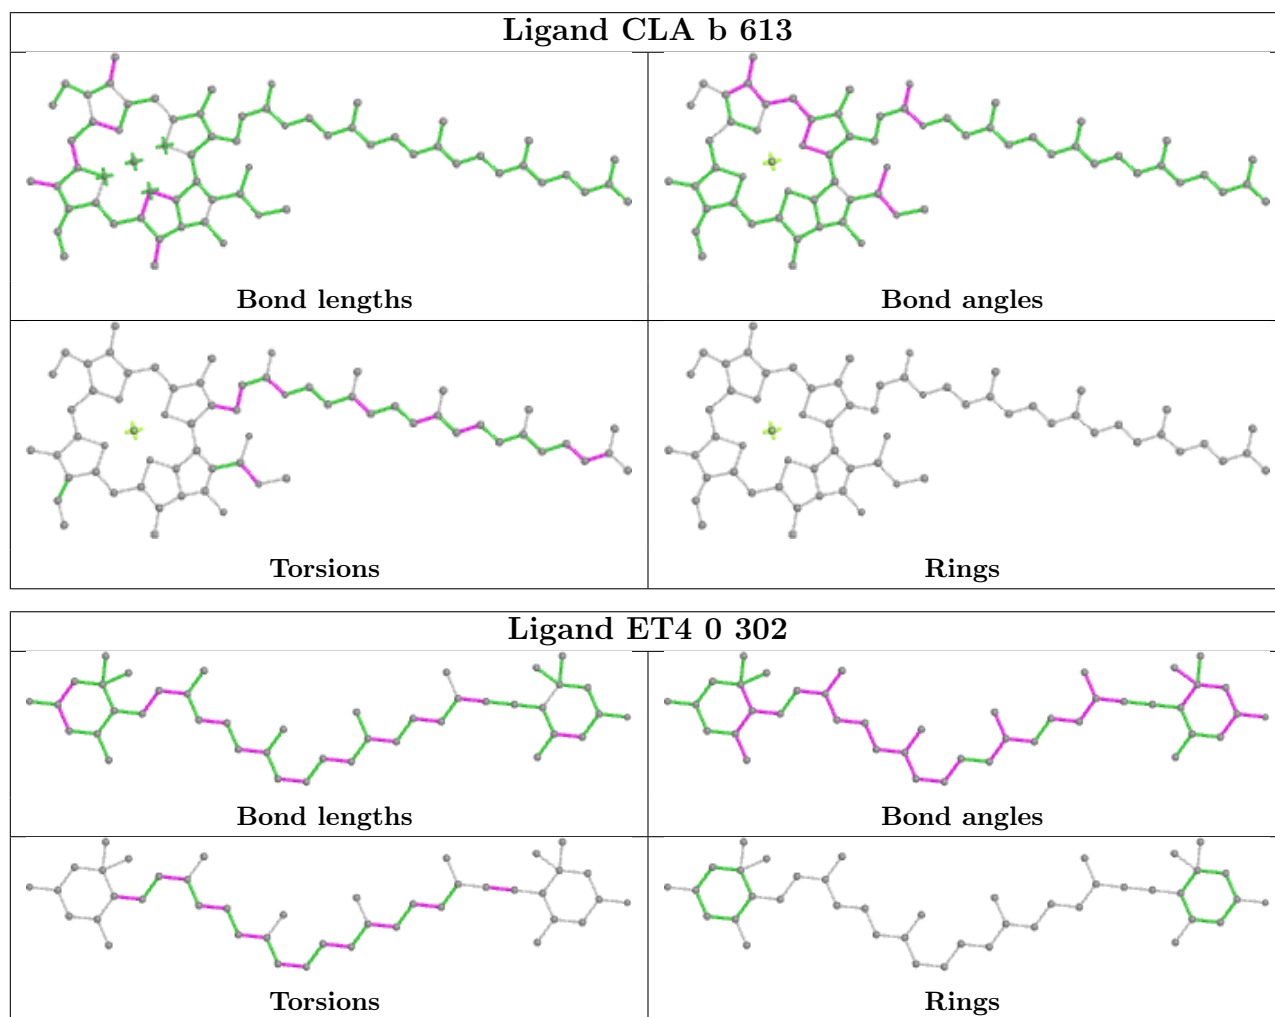 Ligand CLA b 613
Bond lengths
Bond angles
Torsions
Rings
Ligand ET4 0 302
Bond lengths
Bond angles
Torsions
Rings